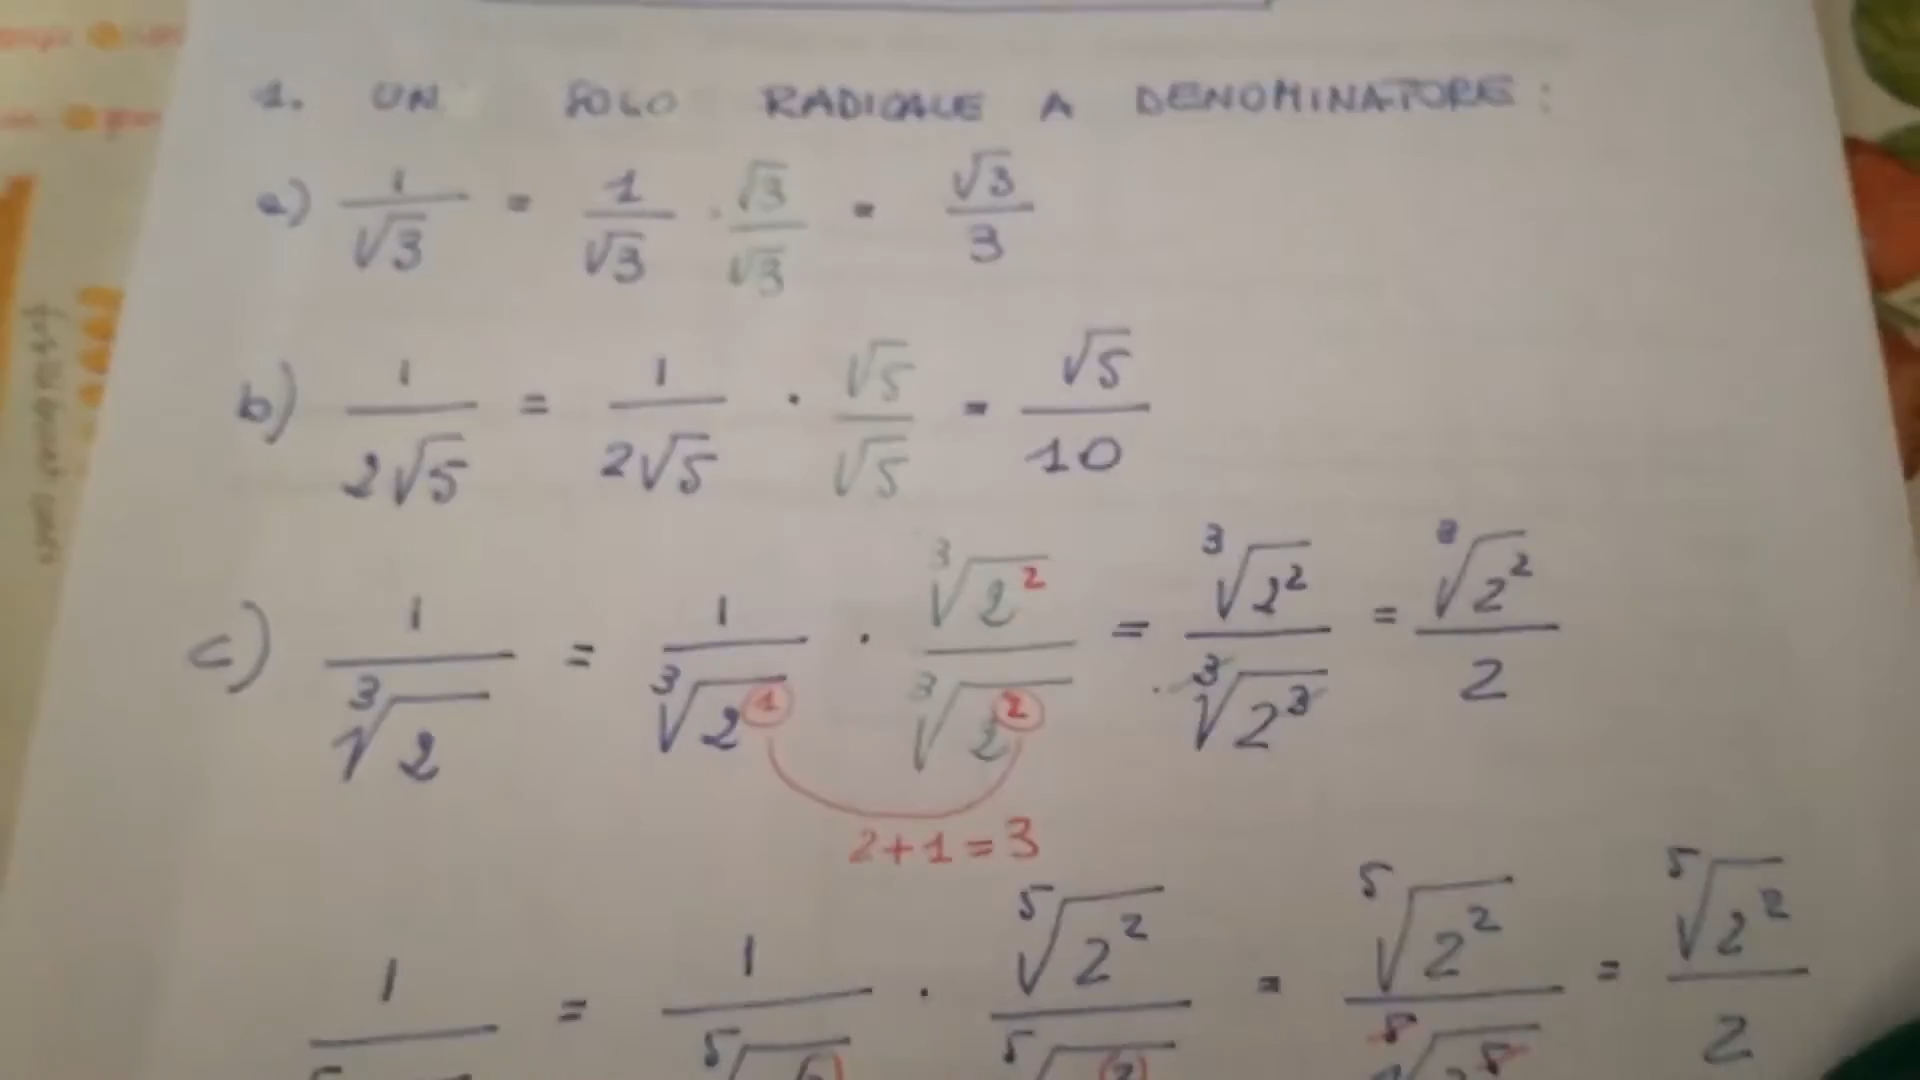 1. UN SOLO RADICALE A DENOMINATORE:
a) 1/√3 = 1/√3 · √3/√3 = √3/3
b) 1/2√5 = 1/2√5 · √5/√5 = √5/10
c) 1/∛2 = 1/∛2¹ · ∛2²/∛2² = ∛2²/∛2³ = ∛2²/2
2+1=3
1/ = 1/⁵√ · ⁵√2²/⁵√ = ⁵√2²/ = ⁵√2²/2